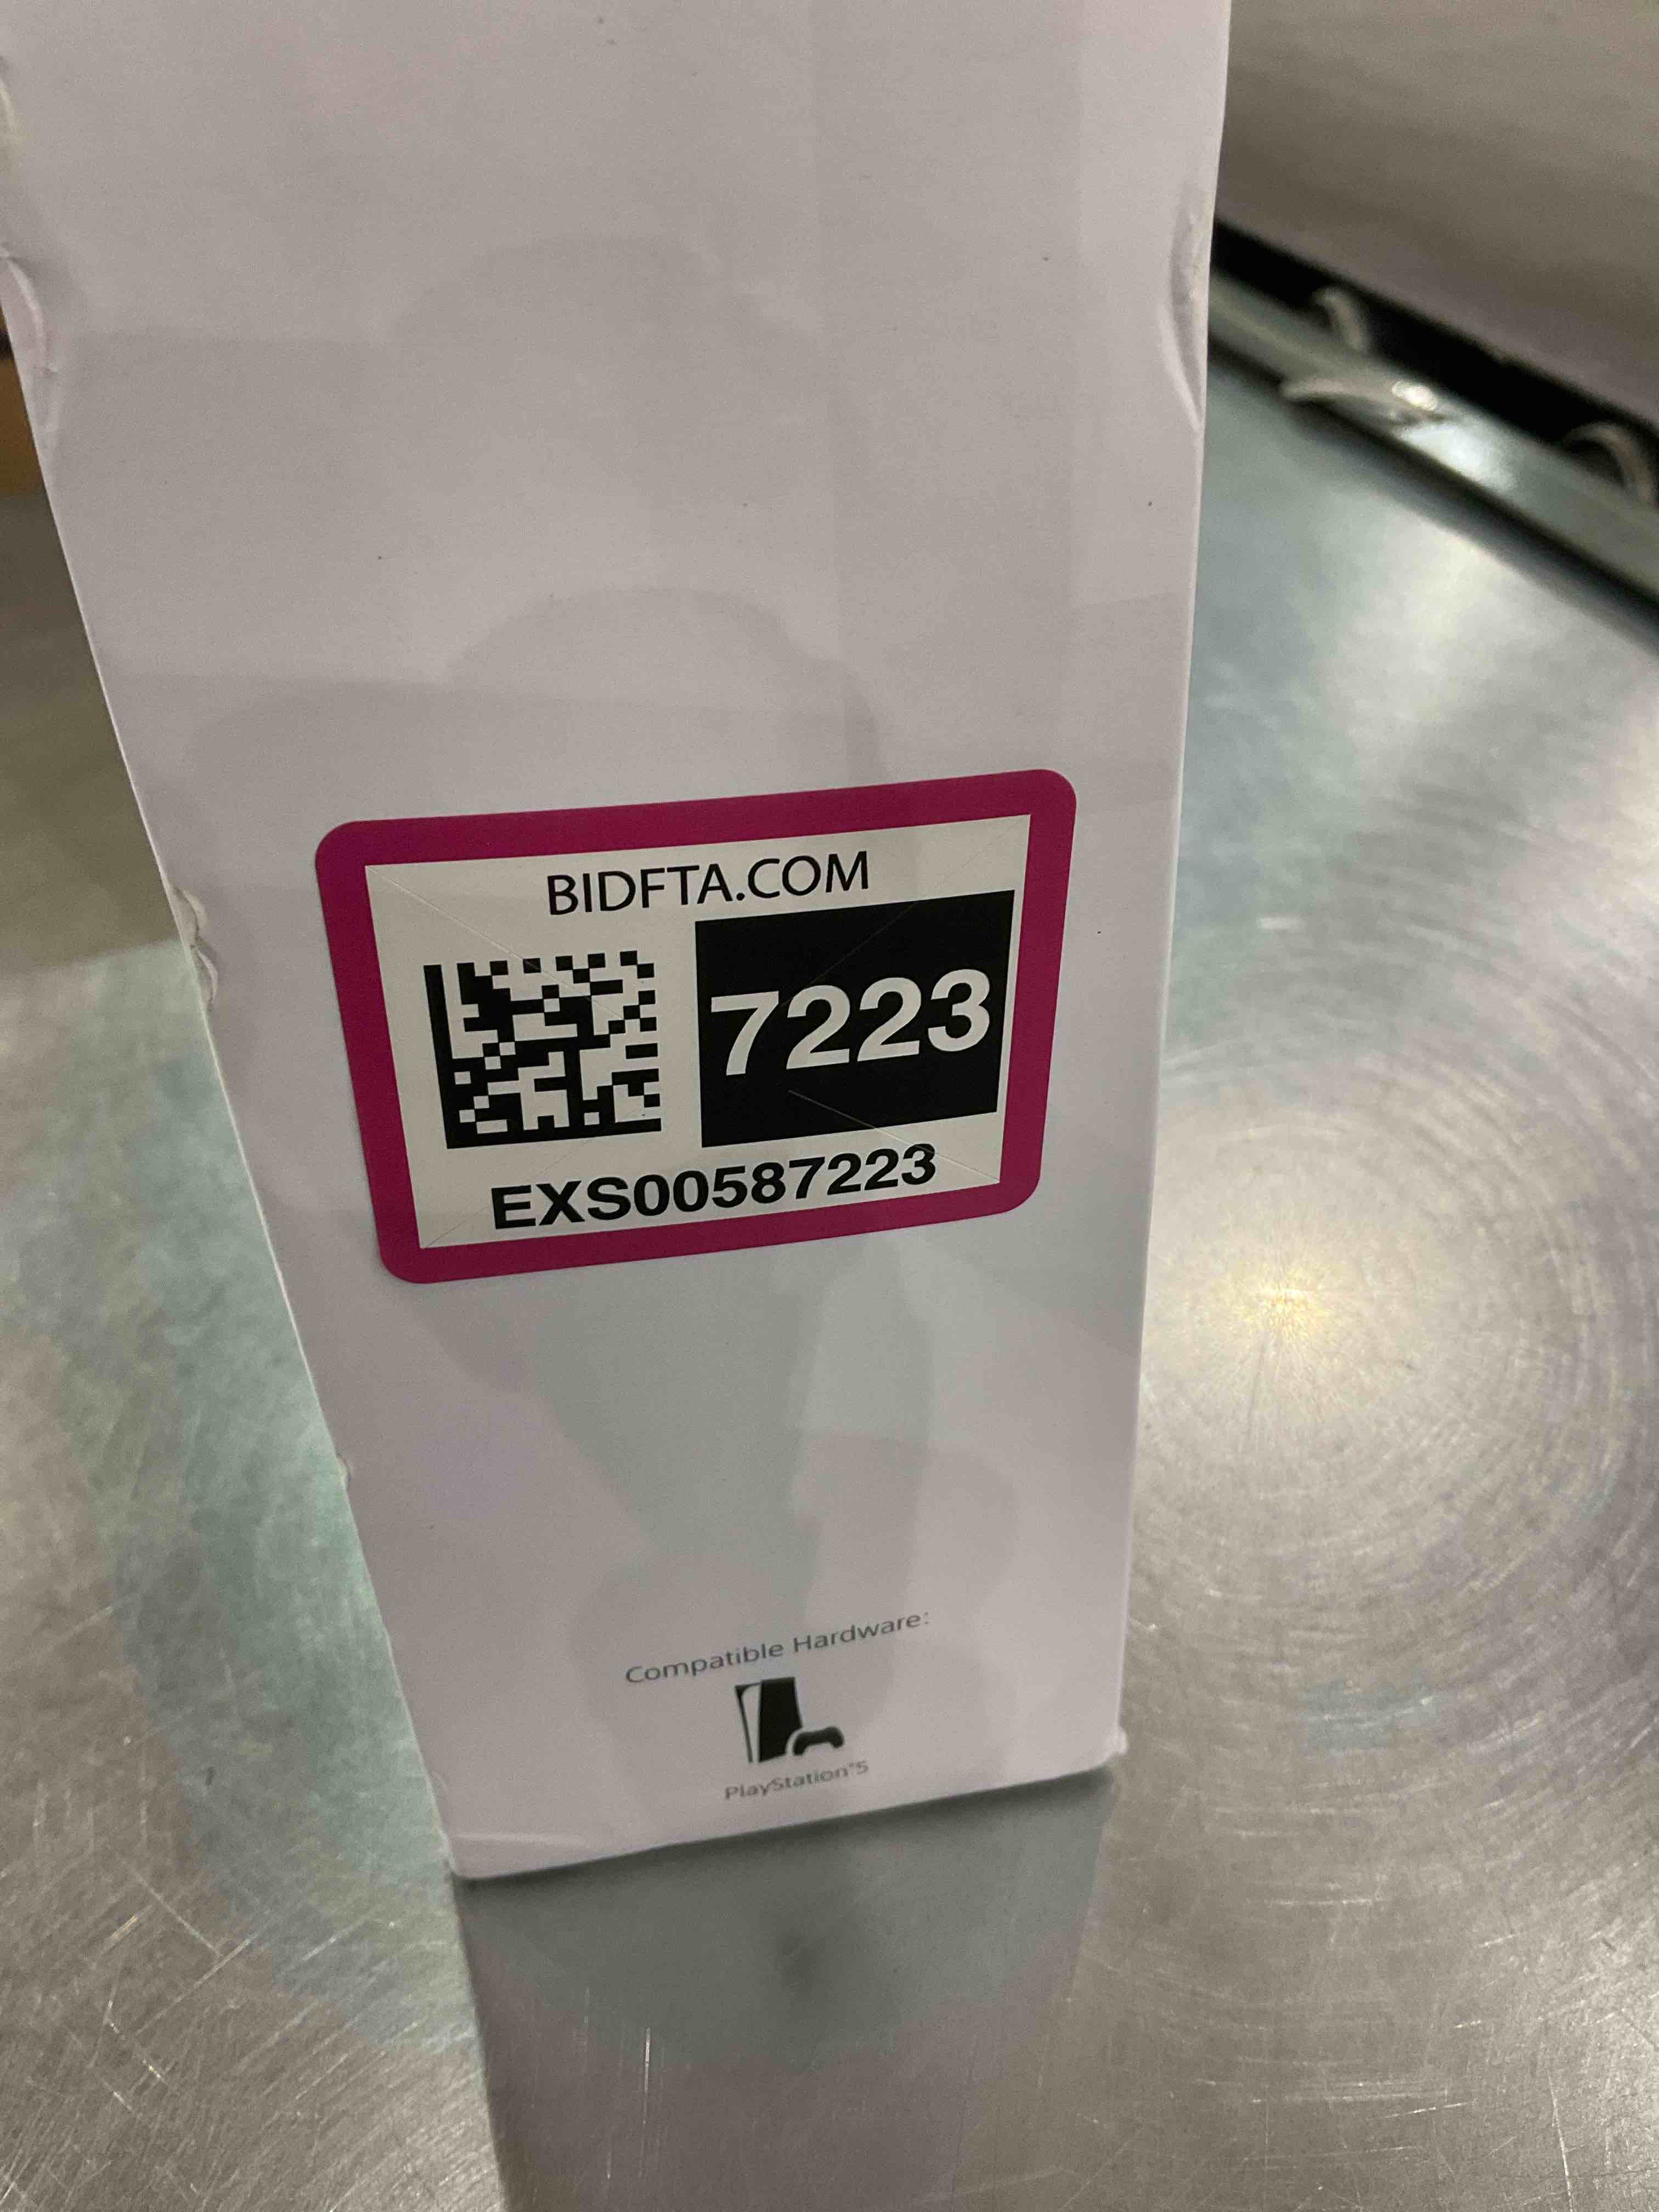 BIDFTA.COM
7223
EXS00587223
Compatible Hardware:
PlayStation®5